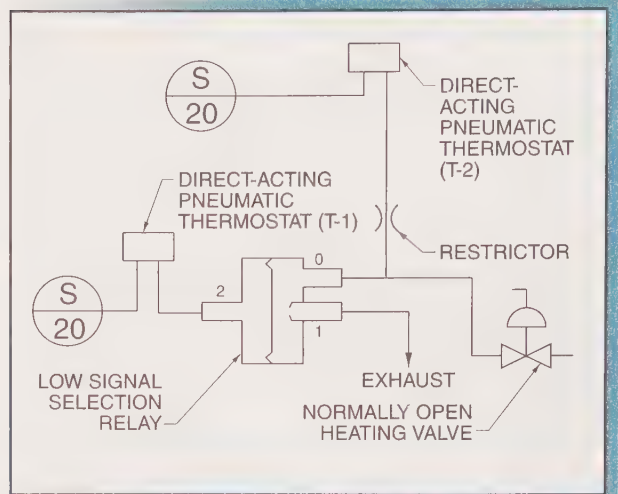 S
20
DIRECT-
ACTING
PNEUMATIC
THERMOSTAT
(T-2)
DIRECT-ACTING
PNEUMATIC
THERMOSTAT (T-1)
RESTRICTOR
0
2
S
20
1
LOW SIGNAL
SELECTION
RELAY
EXHAUST
NORMALLY OPEN
HEATING VALVE